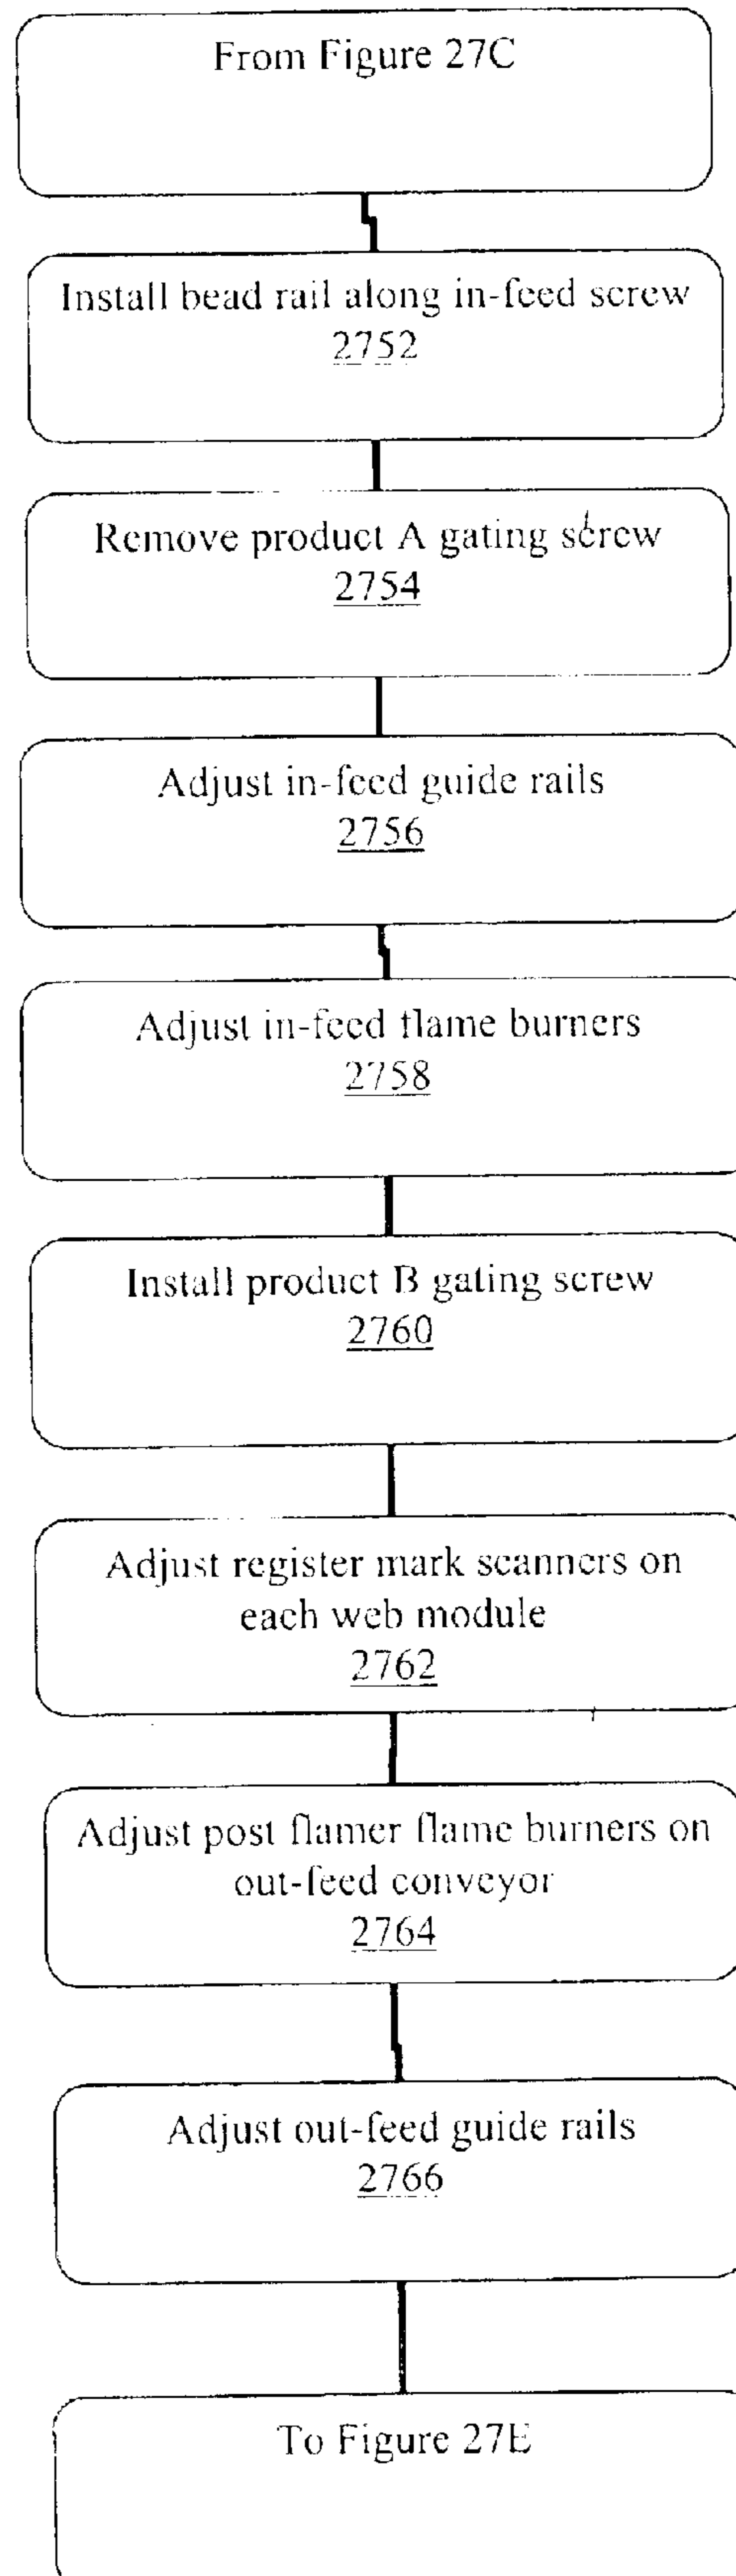 From Figure 27C
Install bead rail along in-feed screw
2752
Remove product A gating screw
2754
Adjust in-feed guide rails
2756
Adjust in-feed flame burners
2758
Install product B gating screw
2760
Adjust register mark scanners on
each web module
2762
Adjust post flamer flame burners on
out-feed conveyor
2764
Adjust out-feed guide rails
2766
To Figure 27E